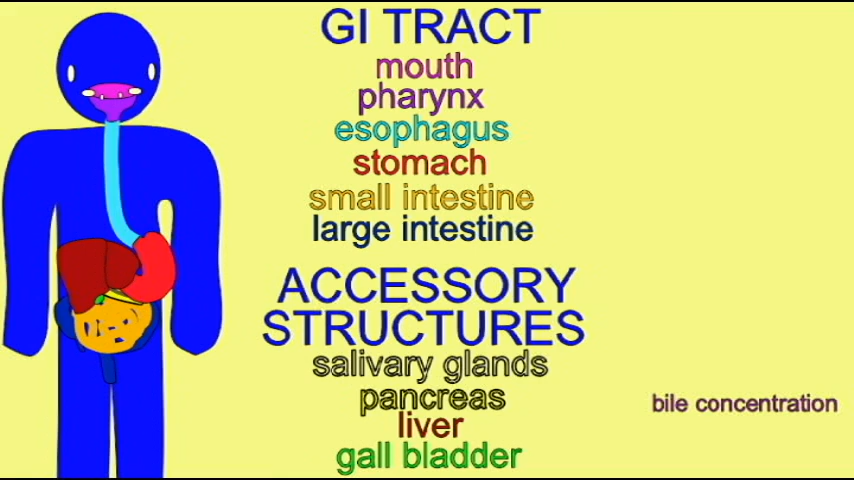 GI TRACT
mouth
pharynx
esophagus
stomach
small intestine
large intestine
ACCESSORY
STRUCTURES
salivary glands
pancreas
liver
gall bladder
bile concentration